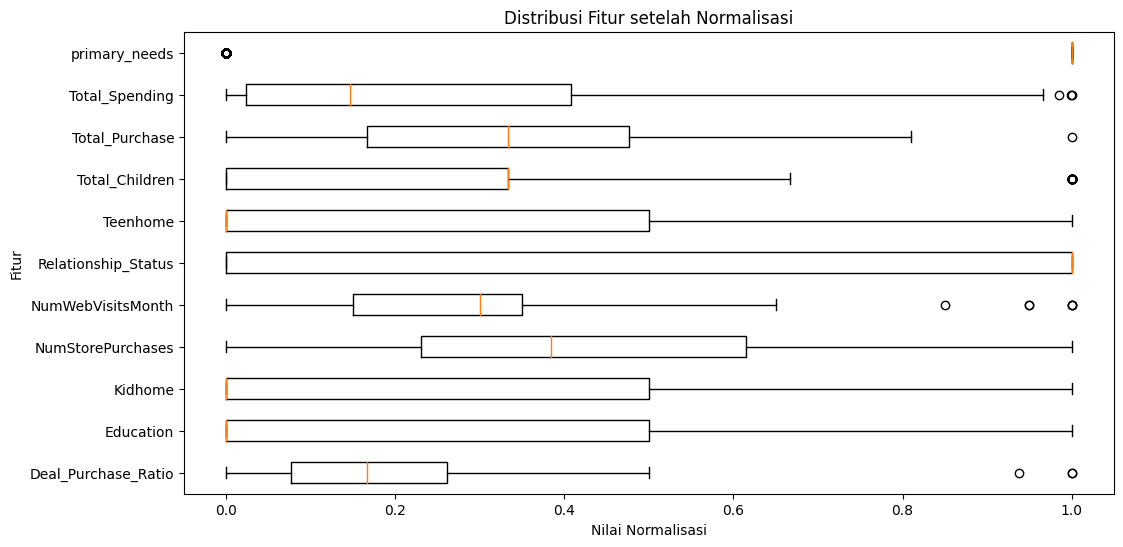 Distribusi Fitur setelah Normalisasi
primary_needs
Total_Spending
Total_Purchase
Total_Children
Teenhome
Relationship_Status
NumWebVisitsMonth
NumStorePurchases
Kidhome
Education
Deal_Purchase_Ratio
Fitur
0.0 0.2 0.4 0.6 0.8 1.0
Nilai Normalisasi